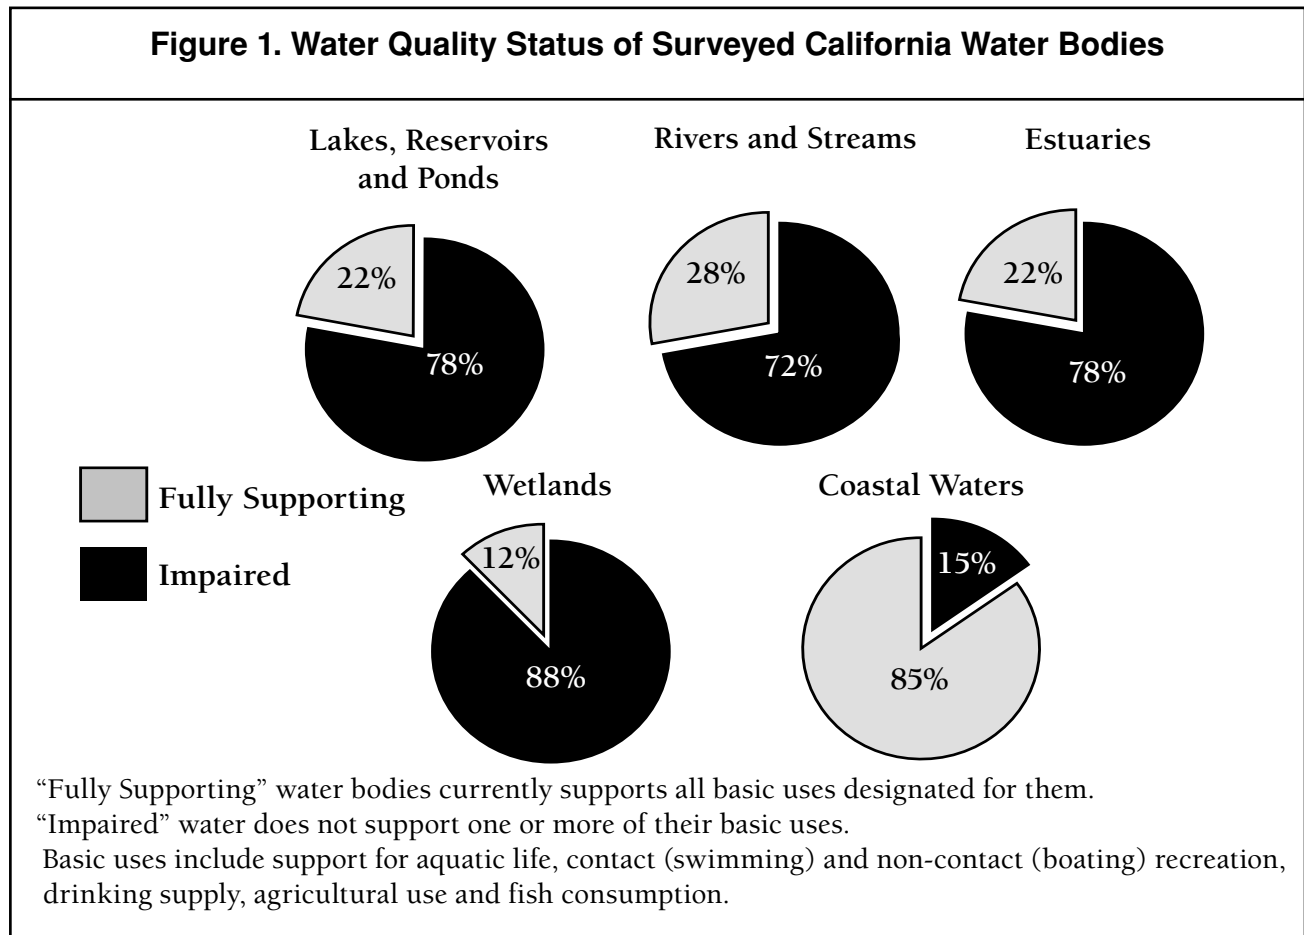 Figure 1. Water Quality Status of Surveyed California Water Bodies
Lakes, Reservoirs
and Ponds
Rivers and Streams
Estuaries
22%
78%
28%
72%
22%
78%
Fully Supporting
Impaired
Wetlands
Coastal Waters
12%
88%
15%
85%
“Fully Supporting” water bodies currently supports all basic uses designated for them.
“Impaired” water does not support one or more of their basic uses.
Basic uses include support for aquatic life, contact (swimming) and non-contact (boating) recreation,
drinking supply, agricultural use and fish consumption.